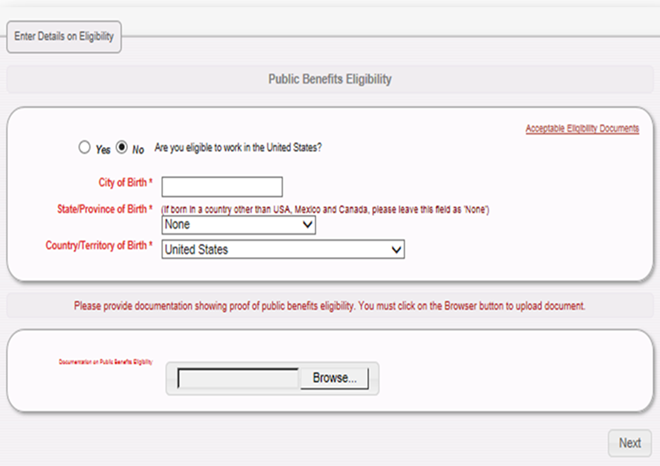 Enter Details on Eligibility
Public Benefits Eligibility
Acceptable Eligibility Documents
Yes No Are you eligible to work in the United States?
City of Birth *
State/Province of Birth * (If born in a country other than USA, Mexico and Canada, please leave this field as 'None')
None
Country/Territory of Birth * United States
Please provide documentation showing proof of public benefits eligibility. You must click on the Browser button to upload document.
Documentation on Public Benefits Eligibility
Browse...
Next